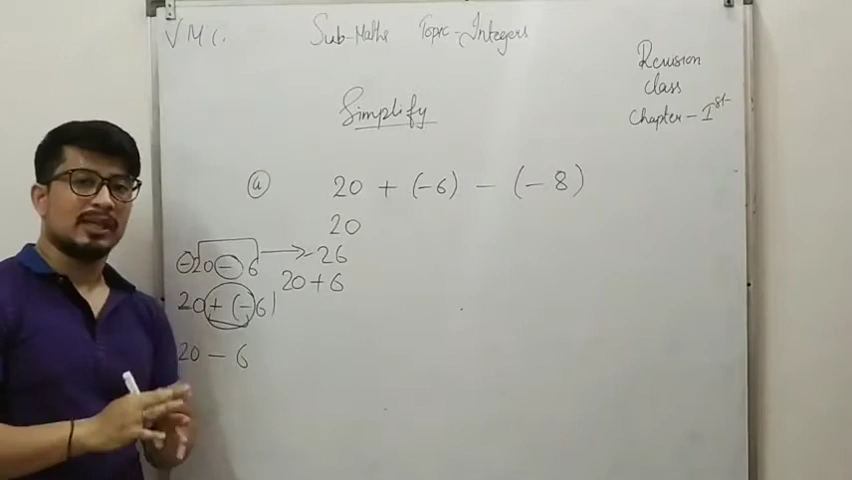 VMC. Sub-Maths Topic-Integers
Revision
class
Chapter - Ist
Simplify
(a) 20 + (-6) - (-8)
20
-20 - 6 → -26
20 + 6
20 + (-6)
20 - 6